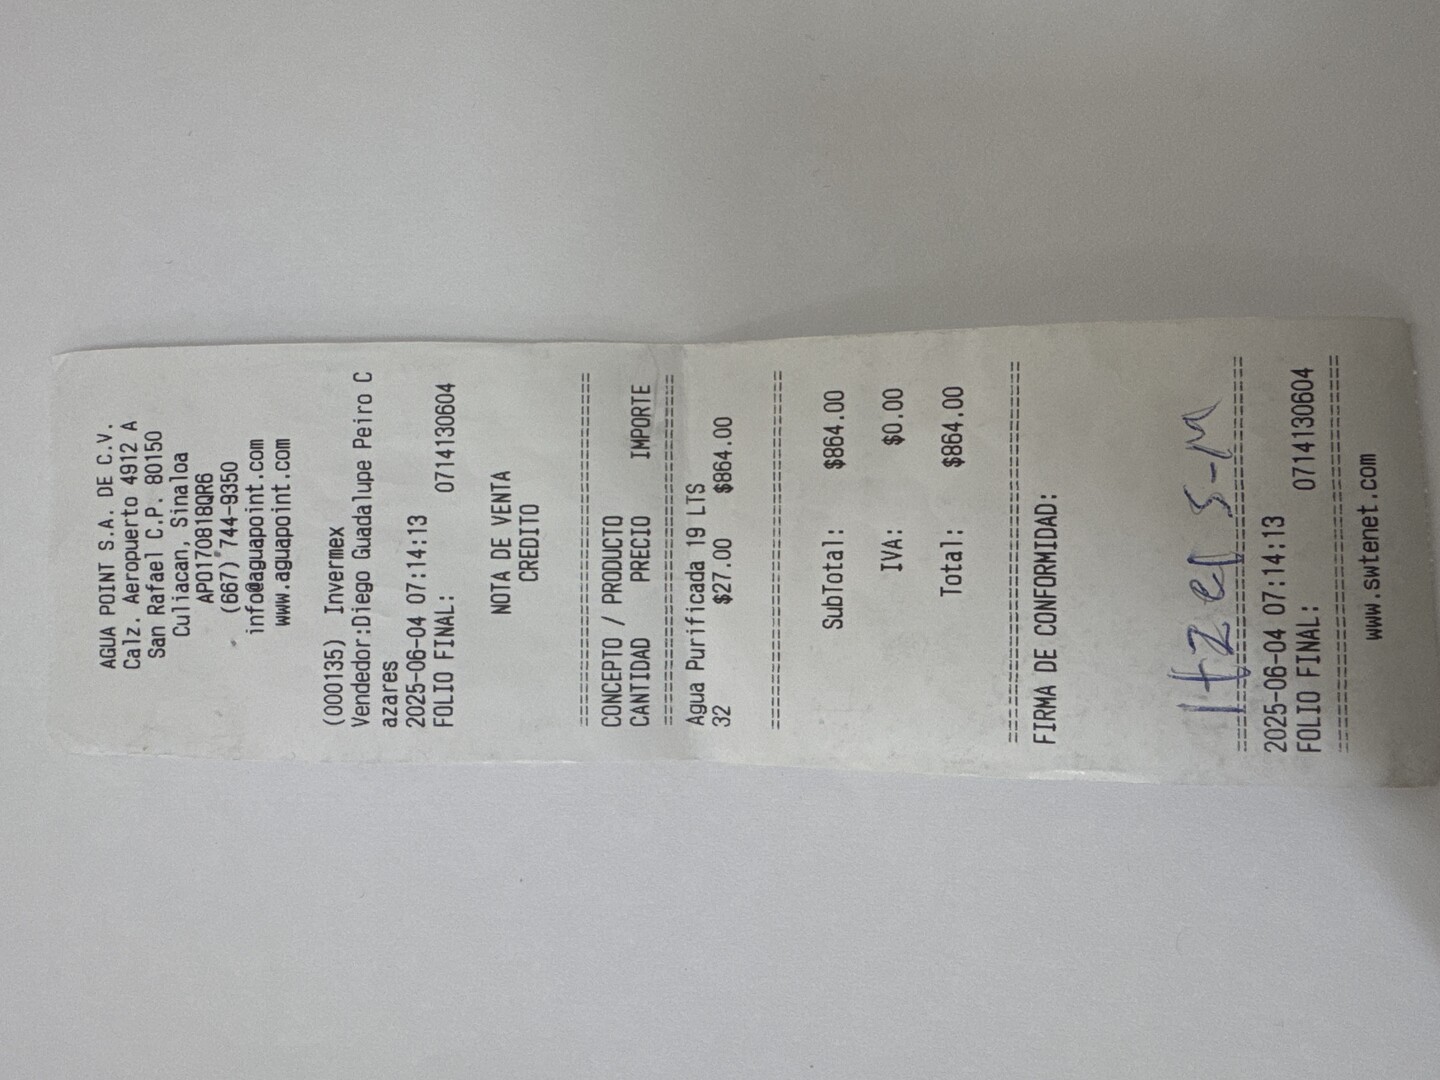 AGUA POINT S.A. DE C.V.
Calz. Aeropuerto 4912 A
San Rafael C.P. 80150
Culiacan, Sinaloa
APO170818QR6
(667) 744-9350
info@aguapoint.com
www.aguapoint.com
(000135) Invermex
Vendedor:Diego Guadalupe Peiro C
azares
2025-06-04 07:14:13
FOLIO FINAL: 0714130604
NOTA DE VENTA
CREDITO
================================
CONCEPTO / PRODUCTO
CANTIDAD PRECIO IMPORTE
================================
Agua Purificada 19 LTS
32 $27.00 $864.00
================================
SubTotal: $864.00
IVA: $0.00
Total: $864.00
================================
FIRMA DE CONFORMIDAD:
Itzel S-M
================================
2025-06-04 07:14:13
FOLIO FINAL: 0714130604
================================
www.swtenet.com